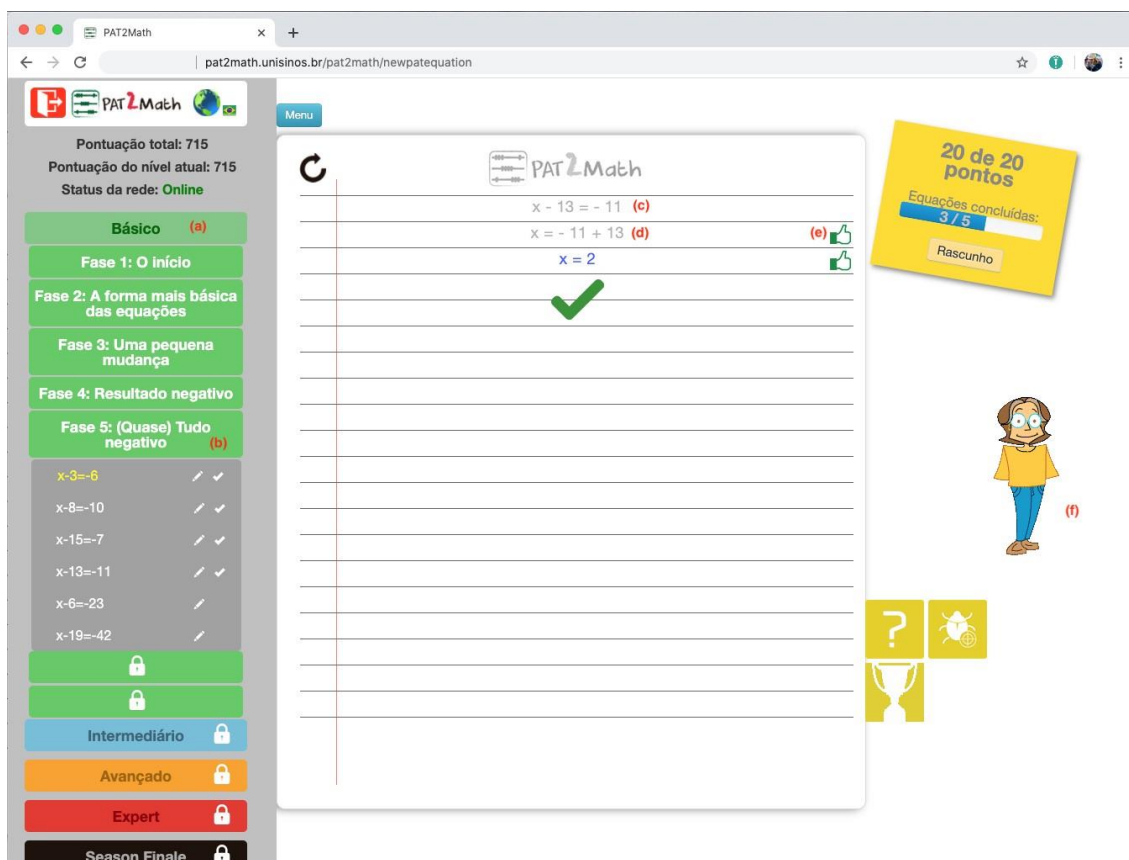 PAT2Math
pat2math.unisinos.br/pat2math/newpatequation
PAT2Math
Pontuação total: 715
Pontuação do nível atual: 715
Status da rede: Online
Básico (a)
Fase 1: O início
Fase 2: A forma mais básica
das equações
Fase 3: Uma pequena
mudança
Fase 4: Resultado negativo
Fase 5: (Quase) Tudo
negativo (b)
x-3=-6
x-8=-10
x-15=-7
x-13=-11
x-6=-23
x-19=-42
Intermediário
Avançado
Expert
Season Finale
Menu
PAT2Math
x - 13 = - 11 (c)
x = - 11 + 13 (d) (e)
x = 2
20 de 20
pontos
Equações concluídas:
3 / 5
Rascunho
(f)
?